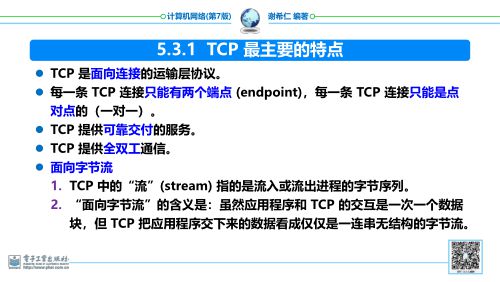 计算机网络(第7版)
谢希仁 编著
5.3.1 TCP 最主要的特点
● TCP 是面向连接的运输层协议。
● 每一条 TCP 连接只能有两个端点 (endpoint)，每一条 TCP 连接只能是点
对点的（一对一）。
● TCP 提供可靠交付的服务。
● TCP 提供全双工通信。
● 面向字节流
1. TCP 中的“流”(stream) 指的是流入或流出进程的字节序列。
2. “面向字节流”的含义是：虽然应用程序和 TCP 的交互是一次一个数据
块，但 TCP 把应用程序交下来的数据看成仅仅是一连串无结构的字节流。
電子工業出版社
http://www.phei.com.cn